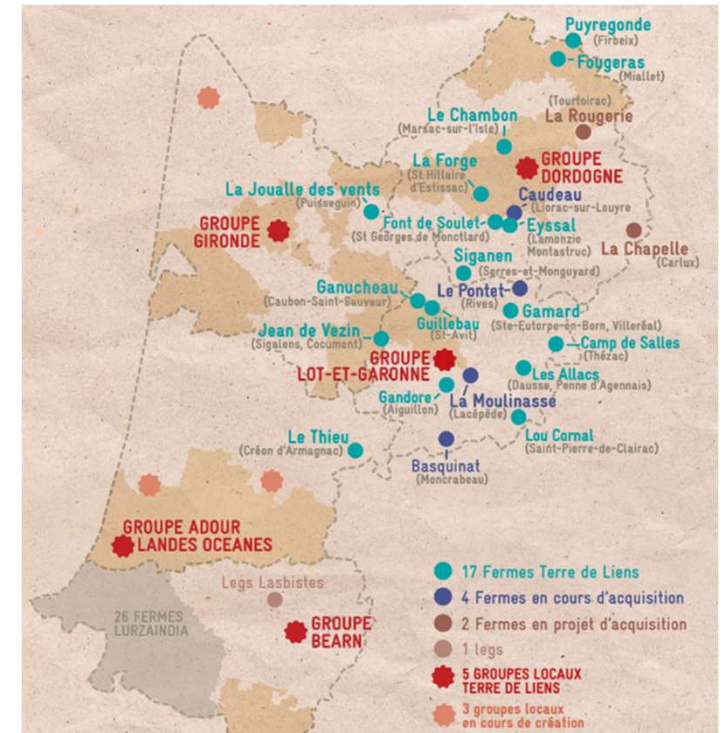 Puyregonde
(Firbeix)
Fougeras
(Miallet)
(Tourtoirac)
La Rougerie
Le Chambon
(Marsac-sur-l'Isle)
La Forge
(St Hillaire
d'Estissac)
GROUPE
DORDOGNE
La Joualle des vents
(Puisseguin)
Caudeau
(Liorac-sur-Louyre
GROUPE
GIRONDE
Font de Soulet
(St Georges de Monctlard)
Eyssal
(Lamonzie
Montastruc)
La Chapelle
(Carlux)
Siganen
(Serres-et-Monguyard)
Ganucheau
(Caubon-Saint-Sauveur)
Le Pontet
(Rives)
Guillebau
(St-Avit)
Gamard
(Ste-Eutorpe-en-Born, Villeréal)
Jean de Vezin
(Sigalens, Cocumont)
Camp de Salles
(Thézac)
GROUPE
LOT-ET-GARONNE
Les Allacs
(Dausse, Penne d'Agennais)
Gandore
(Aiguillon)
La Moulinasse
(Lacépède)
Le Thieu
(Créon d'Armagnac)
Lou Cornal
(Saint-Pierre-de-Clairac)
Basquinat
(Moncrabeau)
GROUPE ADOUR
LANDES OCEANES
Legs Lasbistes
26 FERMES
LURZAINDIA
GROUPE
BEARN
17 Fermes Terre de Liens
4 Fermes en cours d'acquisition
2 Fermes en projet d'acquisition
1 legs
5 GROUPES LOCAUX
TERRE DE LIENS
3 groupes locaux
en cours de création